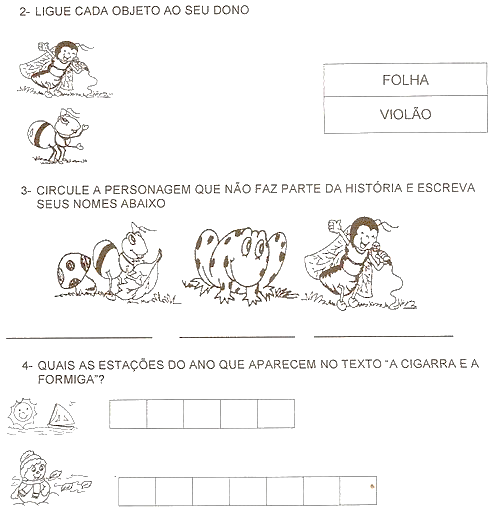 2- LIGUE CADA OBJETO AO SEU DONO
FOLHA
VIOLÃO
3- CIRCULE A PERSONAGEM QUE NÃO FAZ PARTE DA HISTÓRIA E ESCREVA
SEUS NOMES ABAIXO
4- QUAIS AS ESTAÇÕES DO ANO QUE APARECEM NO TEXTO "A CIGARRA E A
FORMIGA"?